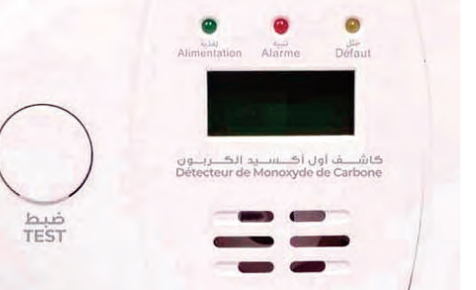 تغذية
تنبيه
خلل
Alimentation
Alarme
Défaut
كاشف أول أكسيد الكربون
Détecteur de Monoxyde de Carbone
ضبط
TEST